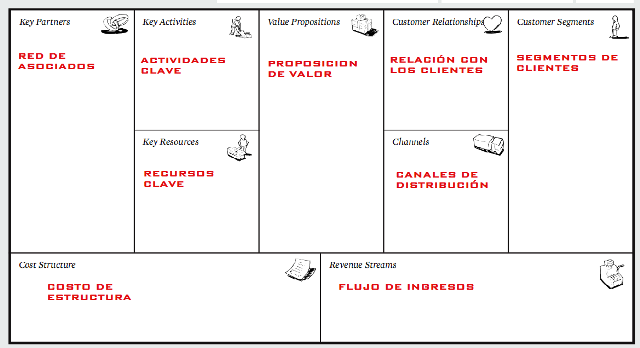 Key Partners
RED DE
ASOCIADOS
Key Activities
ACTIVIDADES
CLAVE
Key Resources
RECURSOS
CLAVE
Value Propositions
PROPOSICION
DE VALOR
Customer Relationships
RELACIÓN CON
LOS CLIENTES
Channels
CANALES DE
DISTRIBUCIÓN
Customer Segments
SEGMENTOS DE
CLIENTES
Cost Structure
COSTO DE
ESTRUCTURA
Revenue Streams
FLUJO DE INGRESOS